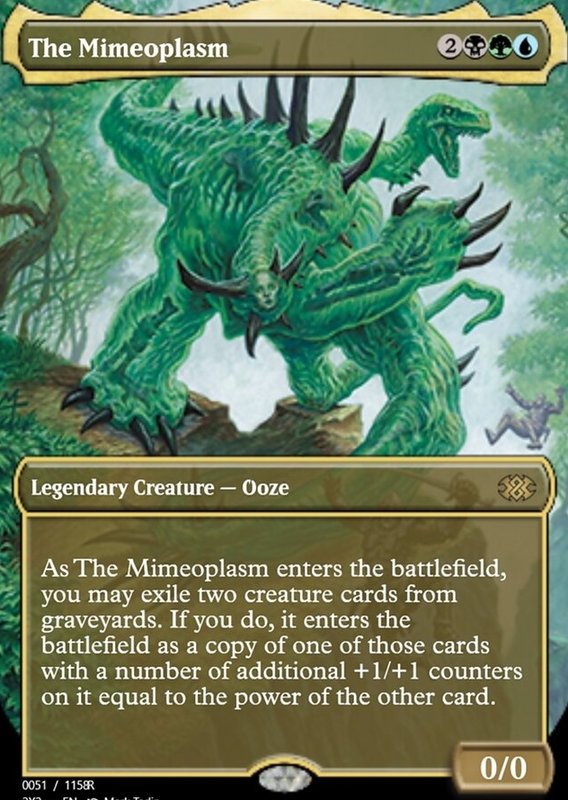 The Mimeoplasm 2
Legendary Creature — Ooze
As The Mimeoplasm enters the battlefield,
you may exile two creature cards from
graveyards. If you do, it enters the
battlefield as a copy of one of those cards
with a number of additional +1/+1 counters
on it equal to the power of the other card.
0/0
0051 / 1158R